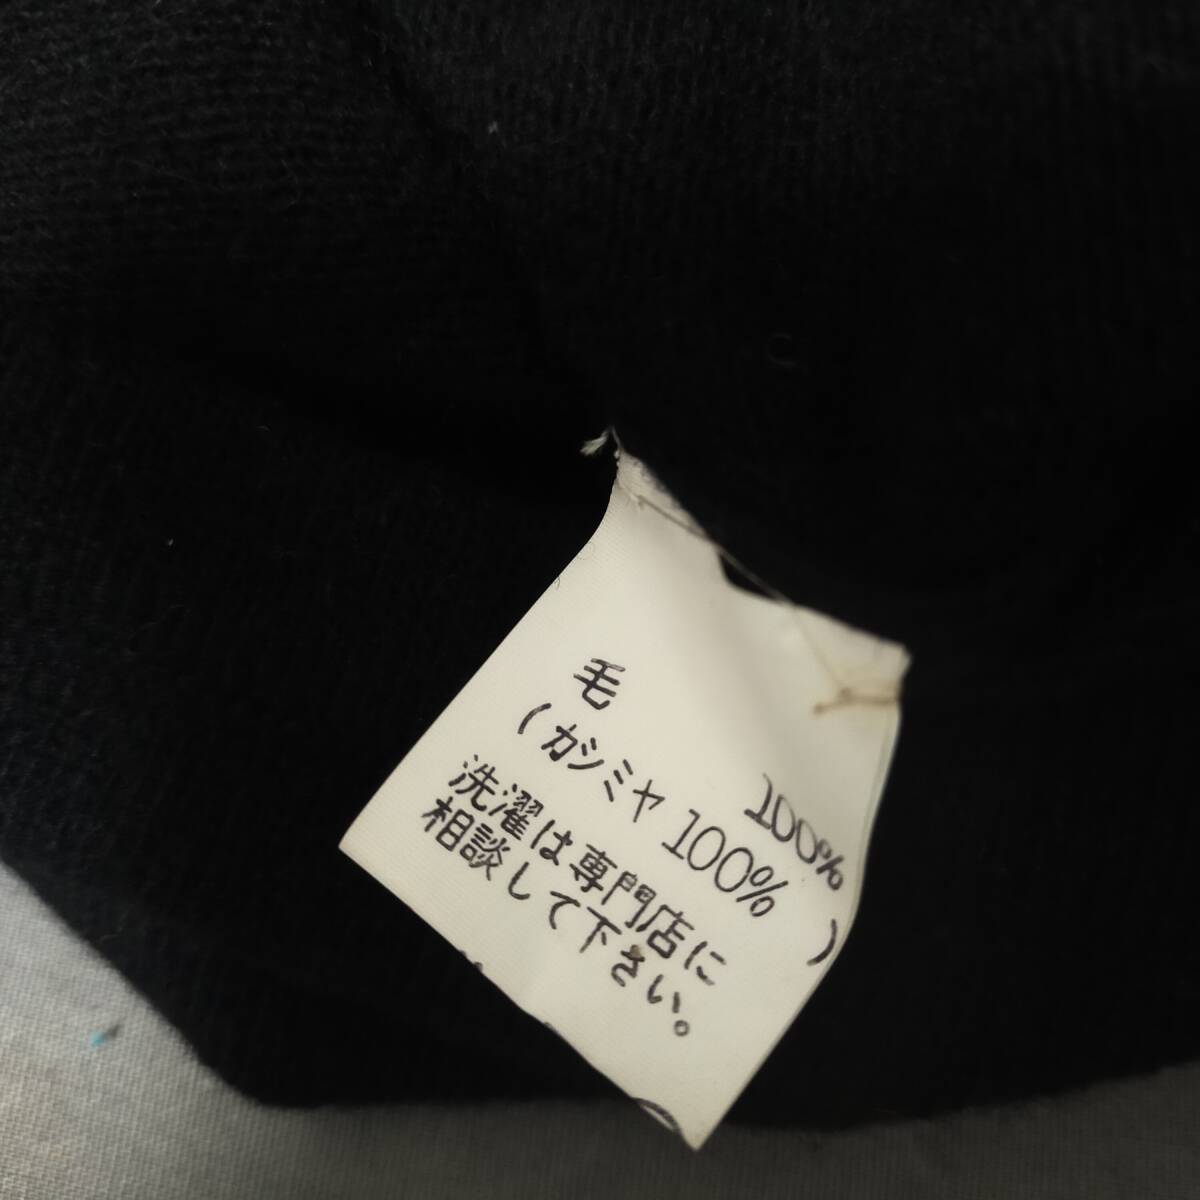 毛 100%
(カシミヤ 100%)
洗濯は専門店に
相談して下さい。